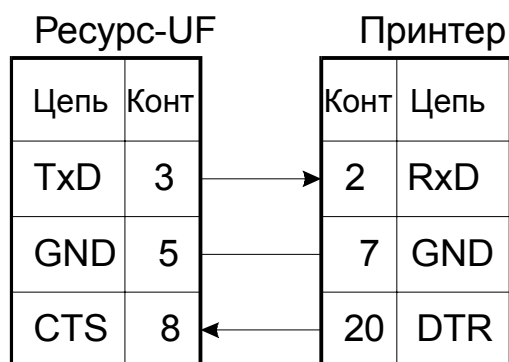 Ресурс-UF Принтер
Цепь Конт Конт Цепь
TxD 3 2 RxD
GND 5 7 GND
CTS 8 20 DTR